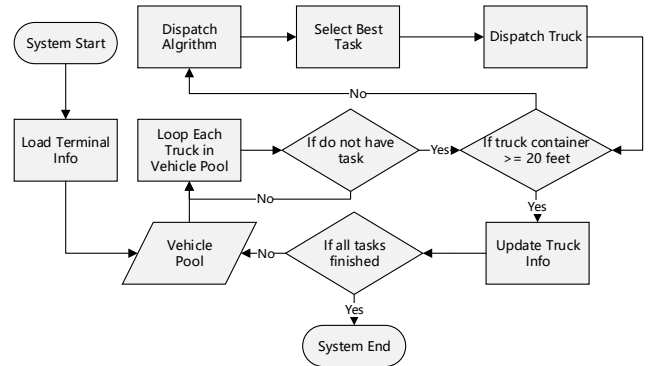 System Start
Dispatch
Algrithm
Select Best
Task
Dispatch Truck
No
Load Terminal
Info
Loop Each
Truck in
Vehicle Pool
If do not have
task
Yes
If truck container
>= 20 feet
No
Yes
Vehicle
Pool
No
If all tasks
finished
Update Truck
Info
Yes
System End